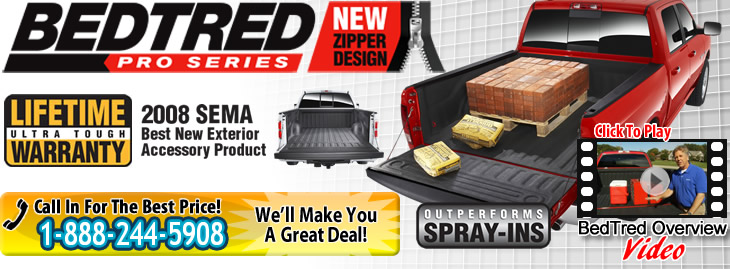 BEDTRED
PRO SERIES
NEW
ZIPPER
DESIGN
LIFETIME
ULTRA TOUGH
WARRANTY
2008 SEMA
Best New Exterior
Accessory Product
Call In For The Best Price!
1-888-244-5908
We'll Make You
A Great Deal!
OUTPERFORMS
SPRAY-INS
Click To Play
BedTred Overview
Video